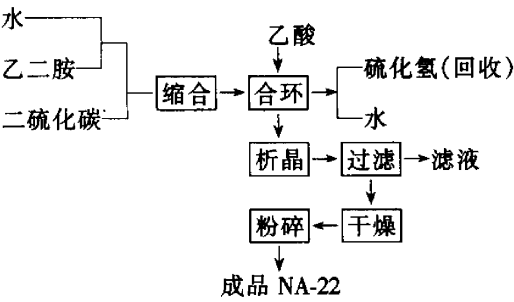 水
乙二胺
二硫化碳
缩合
乙酸
合环
硫化氢(回收)
水
析晶
过滤
滤液
干燥
粉碎
成品 NA-22